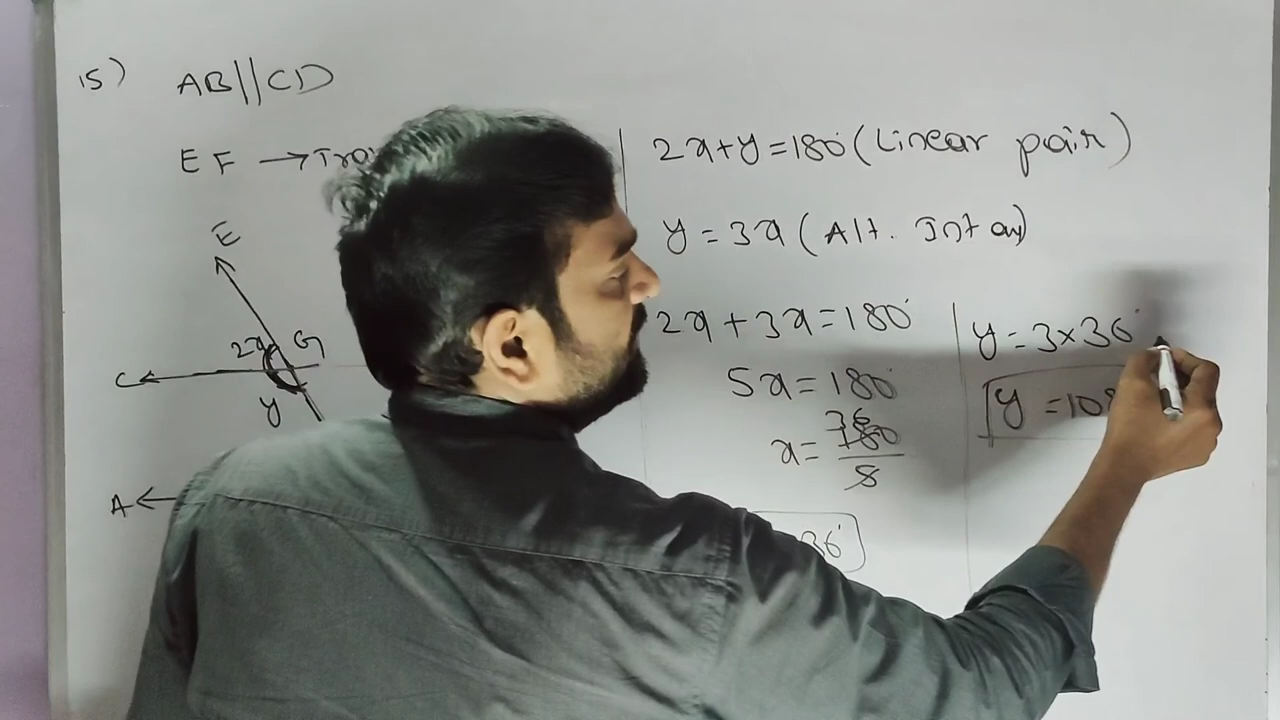 15) AB//CD
EF →
E
2x G
C
y
A
2x+y=180° (Linear pair)
y=3x (Alt. Int an)
2x+3x=180°
5x=180°
x=180/5
36
36°
y=3×36°
y=108